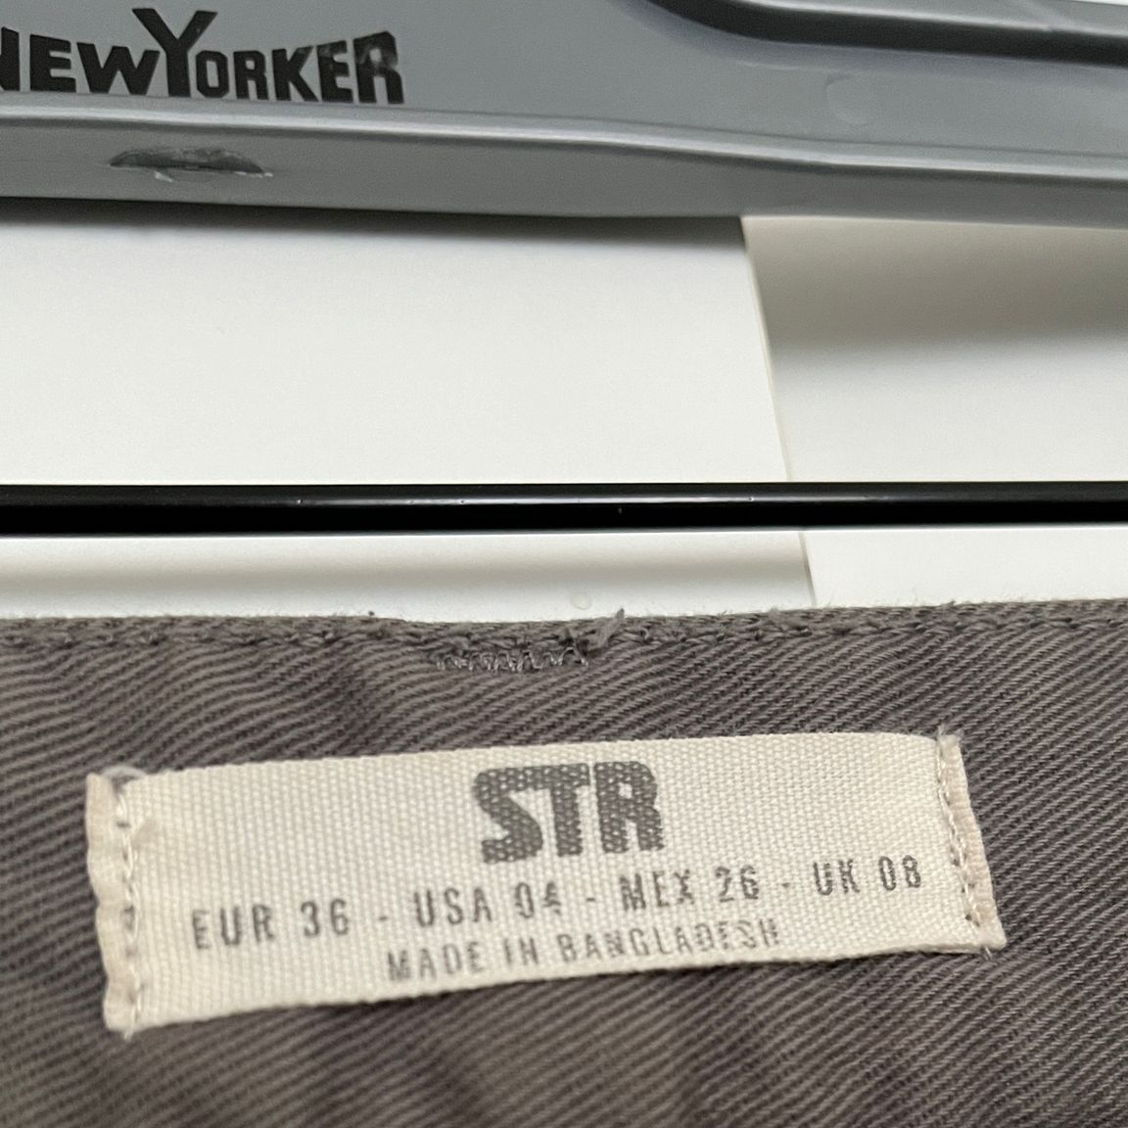 NEWYORKER
STR
EUR 36 - USA 04 - MEX 26 - UK 08
MADE IN BANGLADESH